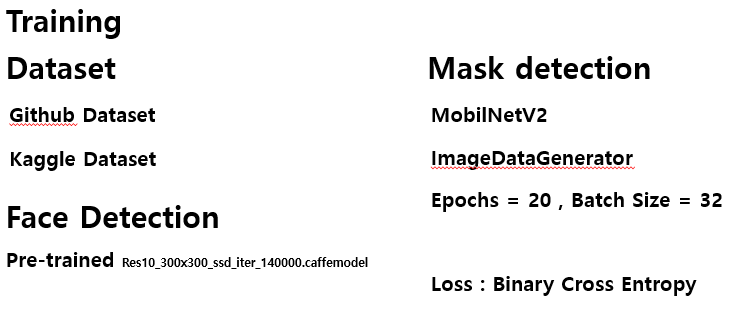 Training
Dataset
Github Dataset
Kaggle Dataset
Face Detection
Pre-trained Res10_300x300_ssd_iter_140000.caffemodel
Mask detection
MobilNetV2
ImageDataGenerator
Epochs = 20 , Batch Size = 32
Loss : Binary Cross Entropy